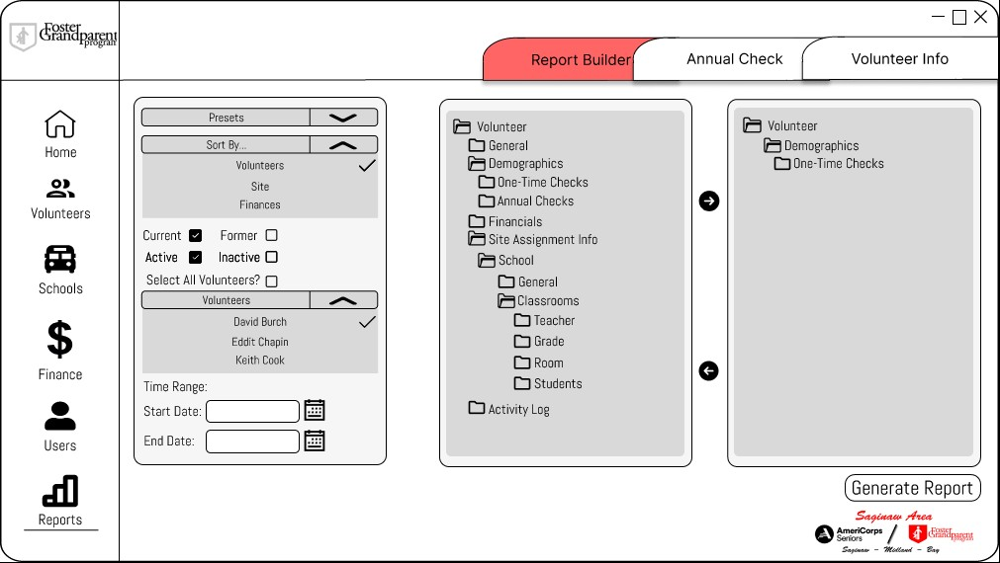 Foster
Grandparent
program
Report Builder
Annual Check
Volunteer Info
Home
Volunteers
Schools
Finance
Users
Reports
Presets
Sort By...
Volunteers
Site
Finances
Current
Former
Active
Inactive
Select All Volunteers?
Volunteers
David Burch
Eddit Chapin
Keith Cook
Time Range:
Start Date:
End Date:
Volunteer
General
Demographics
One-Time Checks
Annual Checks
Financials
Site Assignment Info
School
General
Classrooms
Teacher
Grade
Room
Students
Activity Log
Volunteer
Demographics
One-Time Checks
Generate Report
Saginaw Area
AmeriCorps
Seniors
Foster
Grandparent
program
Saginaw – Midland – Bay